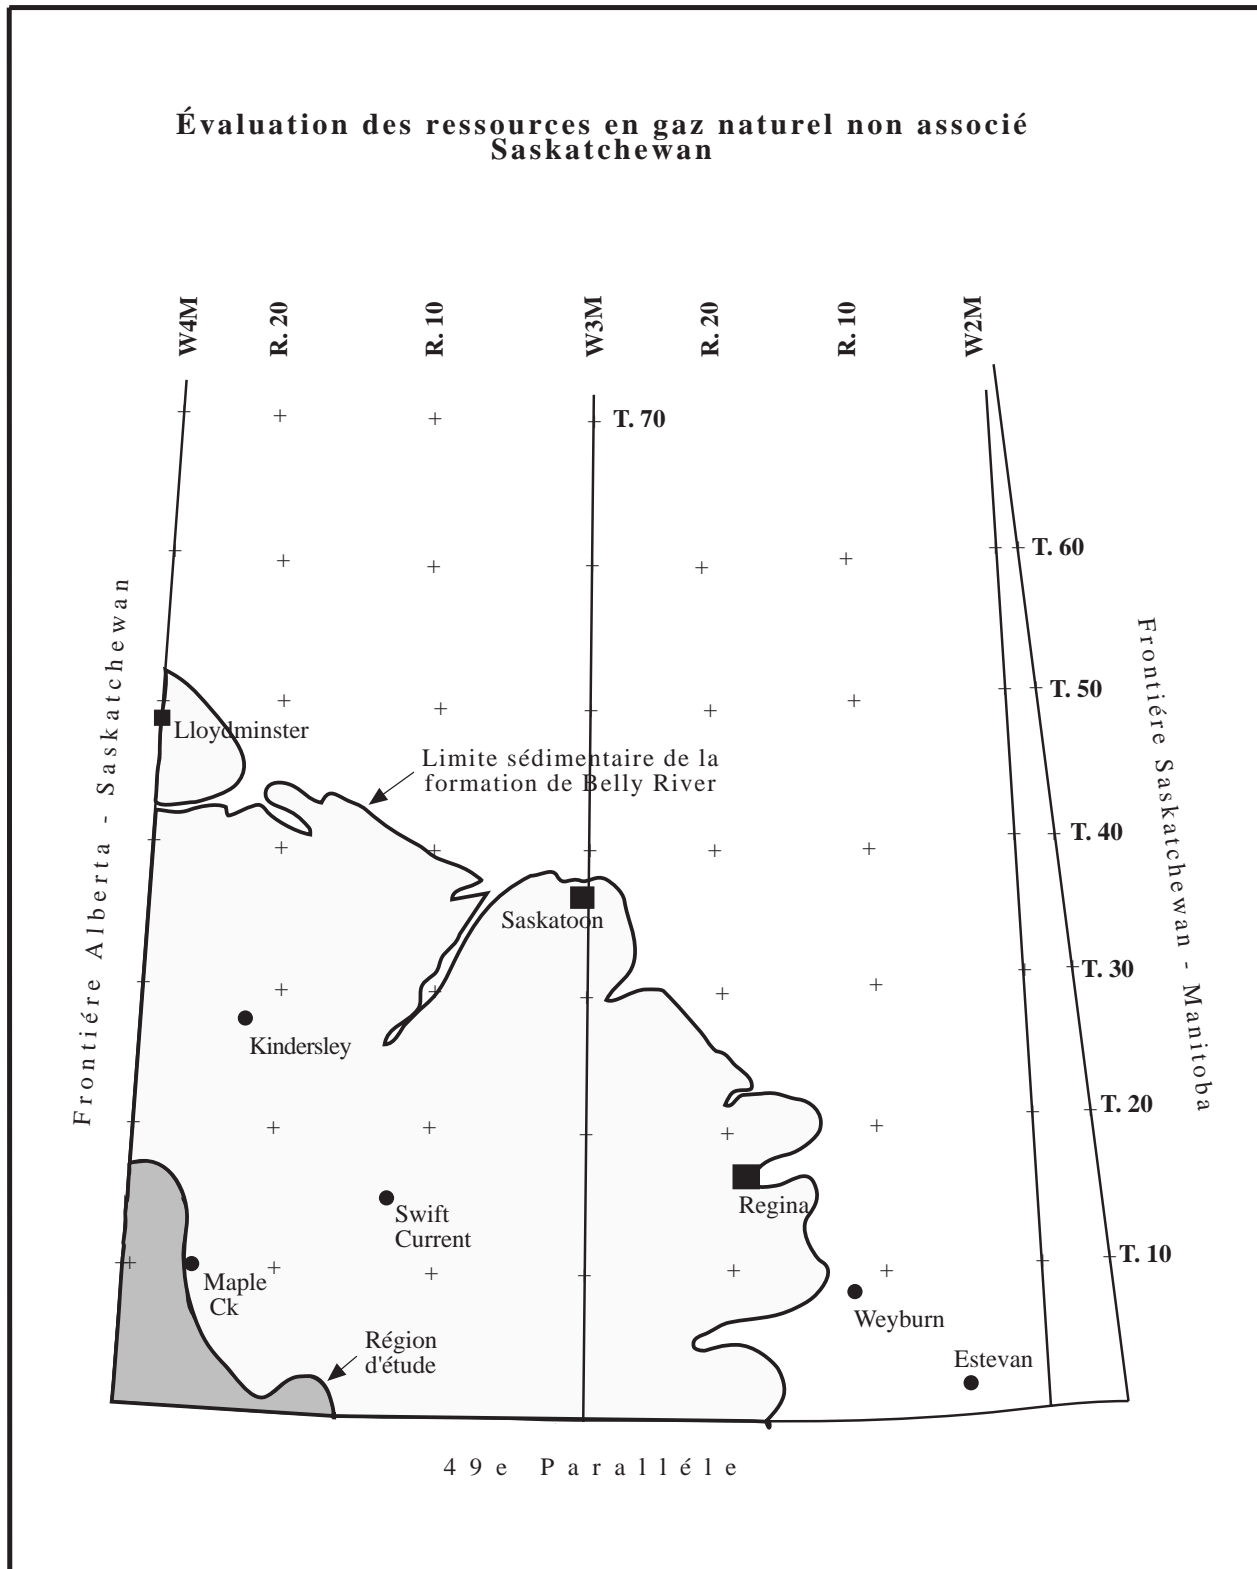 Évaluation des ressources en gaz naturel non associé
Saskatchewan
W4M
R. 20
R. 10
W3M
R. 20
R. 10
W2M
T. 70
T. 60
T. 50
T. 40
T. 30
T. 20
T. 10
Frontiére Alberta - Saskatchewan
Frontiére Saskatchewan - Manitoba
Lloydminster
Limite sédimentaire de la
formation de Belly River
Saskatoon
Kindersley
Swift
Current
Regina
Maple
Ck
Weyburn
Région
d'étude
Estevan
49e Paralléle